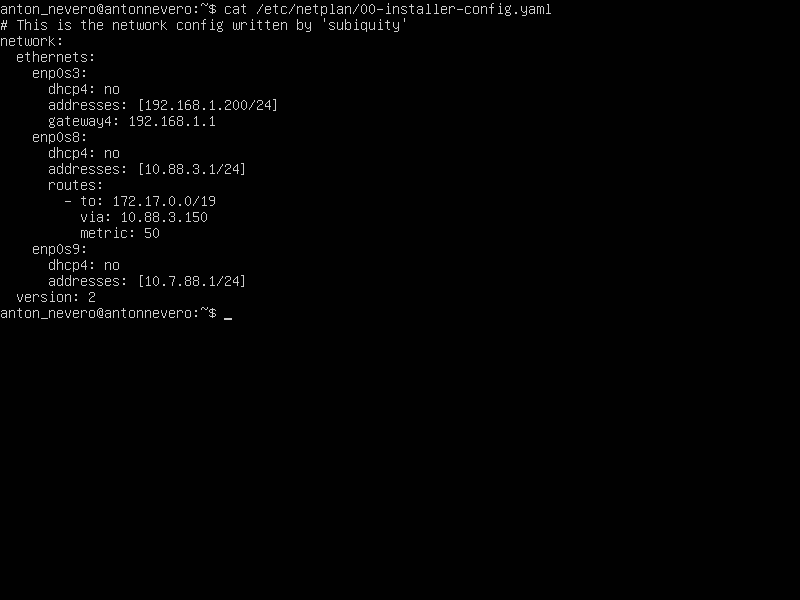 anton_nevero@antonnevero:~$ cat /etc/netplan/00-installer-config.yaml
# This is the network config written by 'subiquity'
network:
  ethernets:
    enp0s3:
      dhcp4: no
      addresses: [192.168.1.200/24]
      gateway4: 192.168.1.1
    enp0s8:
      dhcp4: no
      addresses: [10.88.3.1/24]
      routes:
        - to: 172.17.0.0/19
          via: 10.88.3.150
          metric: 50
    enp0s9:
      dhcp4: no
      addresses: [10.7.88.1/24]
  version: 2
anton_nevero@antonnevero:~$ _